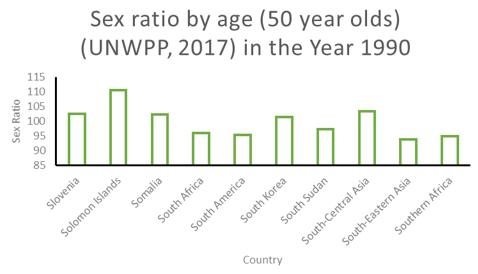 Sex ratio by age (50 year olds)
(UNWPP, 2017) in the Year 1990
115
110
105
100
95
90
85
Sex Ratio
Slovenia
Solomon Islands
Somalia
South Africa
South America
South Korea
South Sudan
South-Central Asia
South-Eastern Asia
Southern Africa
Country